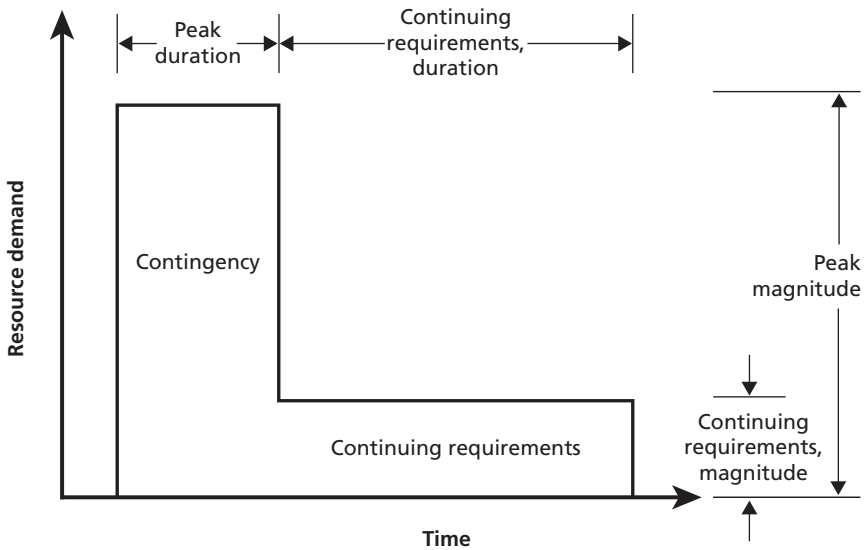 Peak
duration
Continuing
requirements,
duration
Resource demand
Contingency
Peak
magnitude
Continuing requirements
Continuing
requirements,
magnitude
Time